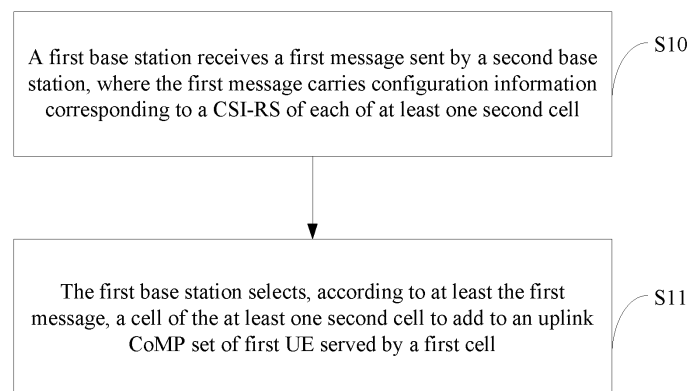 A first base station receives a first message sent by a second base
station, where the first message carries configuration information
corresponding to a CSI-RS of each of at least one second cell
S10
The first base station selects, according to at least the first
message, a cell of the at least one second cell to add to an uplink
CoMP set of first UE served by a first cell
S11